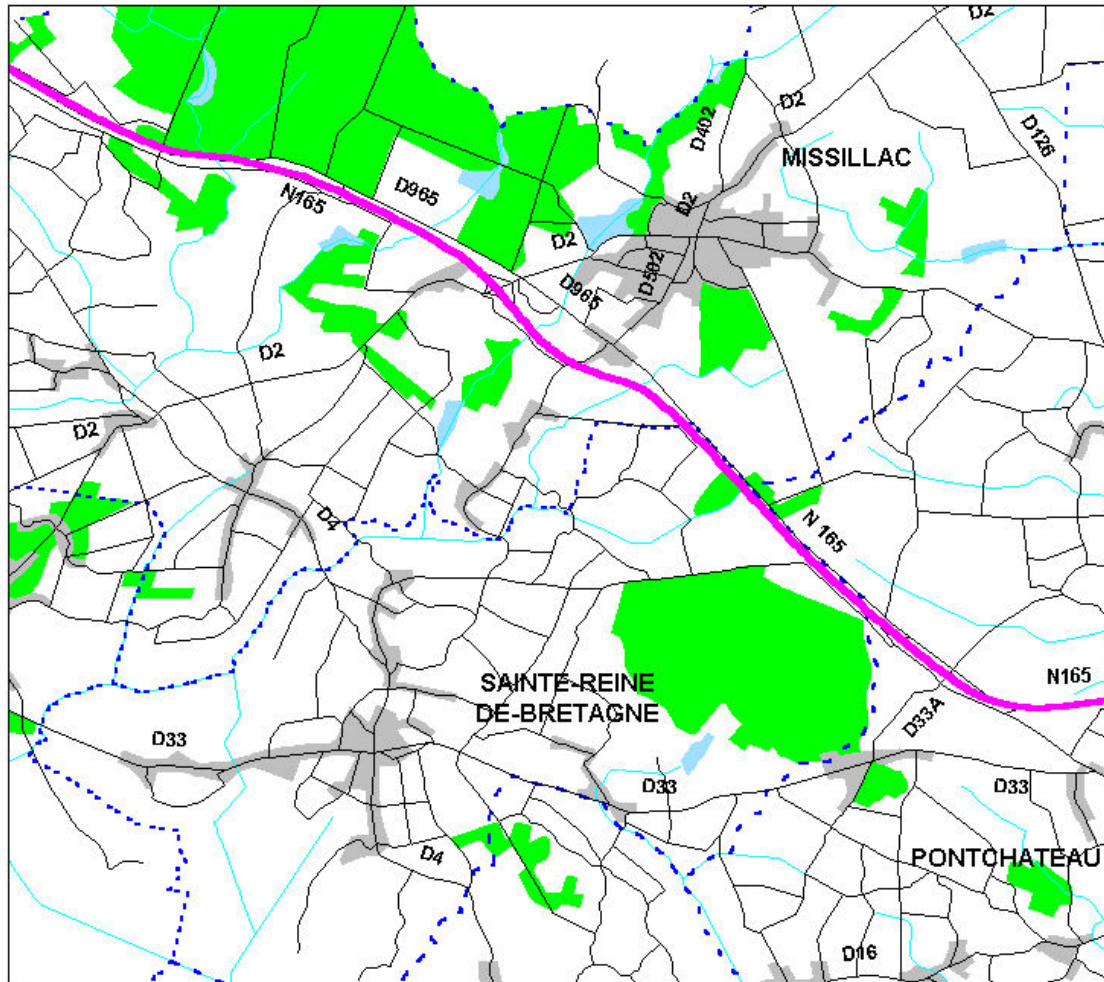 D2
D2
D402
D126
MISSILLAC
N165
D965
D2
D2
D502
D965
D2
D2
D4
N 165
SAINTE-REINE
DE-BRETAGNE
N165
D33A
D33
D33
D33
D4
PONTCHATEAU
D16